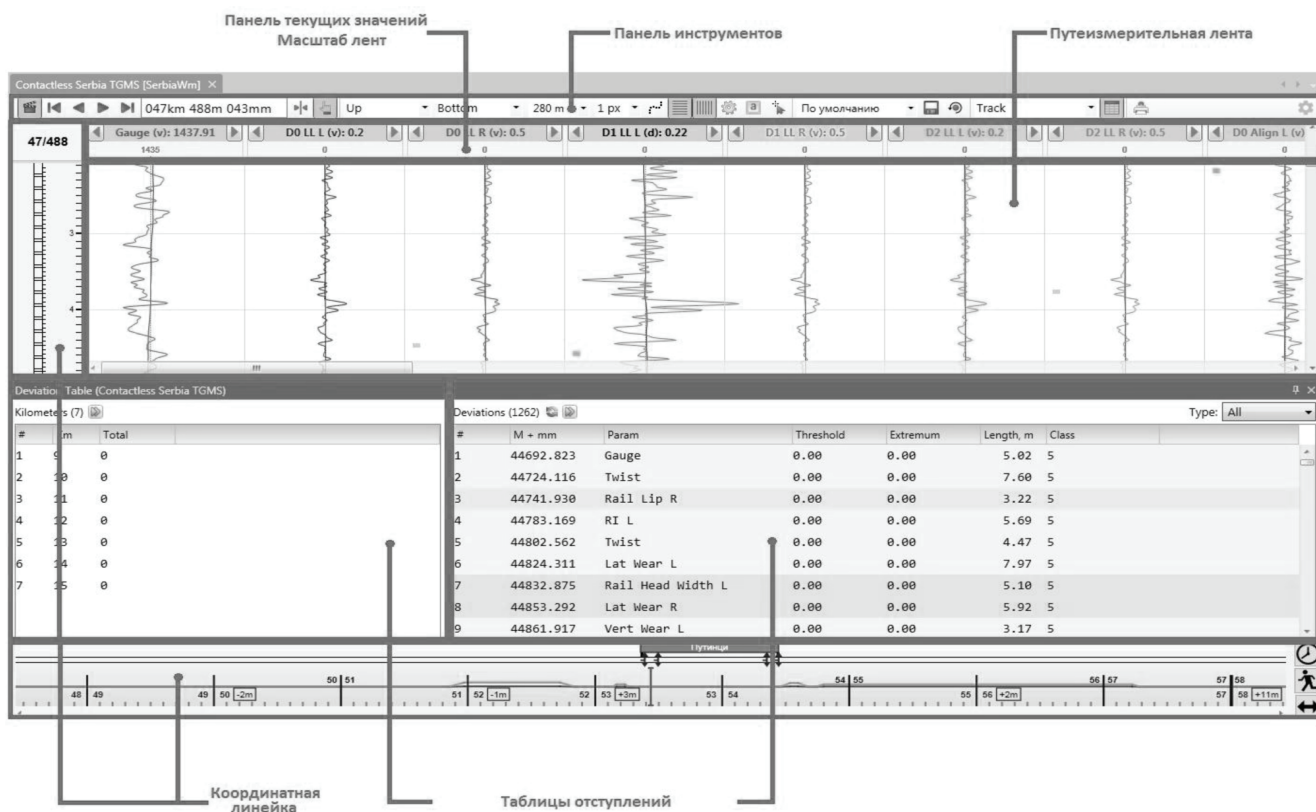 Панель текущих значений
Масштаб лент
Панель инструментов
Путеизмерительная лента
Contactless Serbia TGMS [SerbiaWm] ×
047km 488m 043mm Up Bottom 280 m 1 px a По умолчанию Track
47/488 Gauge (v): 1437.91 D0 LL L (v): 0.2 D0 LL R (v): 0.5 D1 LL L (d): 0.22 D1 LL R (v): 0.5 D2 LL L (v): 0.2 D2 LL R (v): 0.5 D0 Align L (v)
1435 0 0 0 0 0 0 0
3
4
Deviation Table (Contactless Serbia TGMS)
Kilometers (7)
# Km Total
1 9 0
2 10 0
3 11 0
4 12 0
5 13 0
6 14 0
7 15 0
Deviations (1262) Type: All
# M + mm Param Threshold Extremum Length, m Class
1 44692.823 Gauge 0.00 0.00 5.02 5
2 44724.116 Twist 0.00 0.00 7.60 5
3 44741.930 Rail Lip R 0.00 0.00 3.22 5
4 44783.169 RI L 0.00 0.00 5.69 5
5 44802.562 Twist 0.00 0.00 4.47 5
6 44824.311 Lat Wear L 0.00 0.00 7.97 5
7 44832.875 Rail Head Width L 0.00 0.00 5.10 5
8 44853.292 Lat Wear R 0.00 0.00 5.92 5
9 44861.917 Vert Wear L 0.00 0.00 3.17 5
Путинци
50 51 54 55 56 57 57 58
48 49 49 50 -2m 51 52 -1m 52 53 +3m 53 54 55 56 +2m 57 58 +11m
Координатная
линейка
Таблицы отступлений